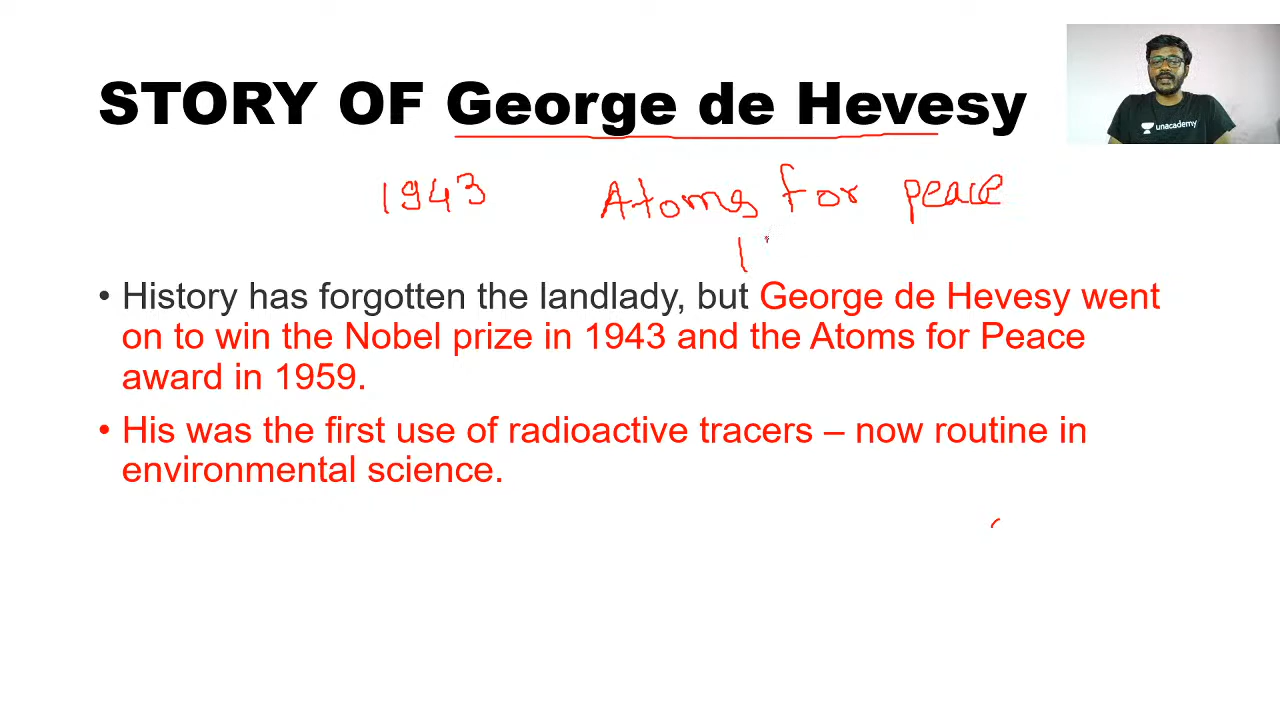 STORY OF George de Hevesy
unacademy
1943 Atoms for peace
1
• History has forgotten the landlady, but George de Hevesy went
on to win the Nobel prize in 1943 and the Atoms for Peace
award in 1959.
• His was the first use of radioactive tracers – now routine in
environmental science.